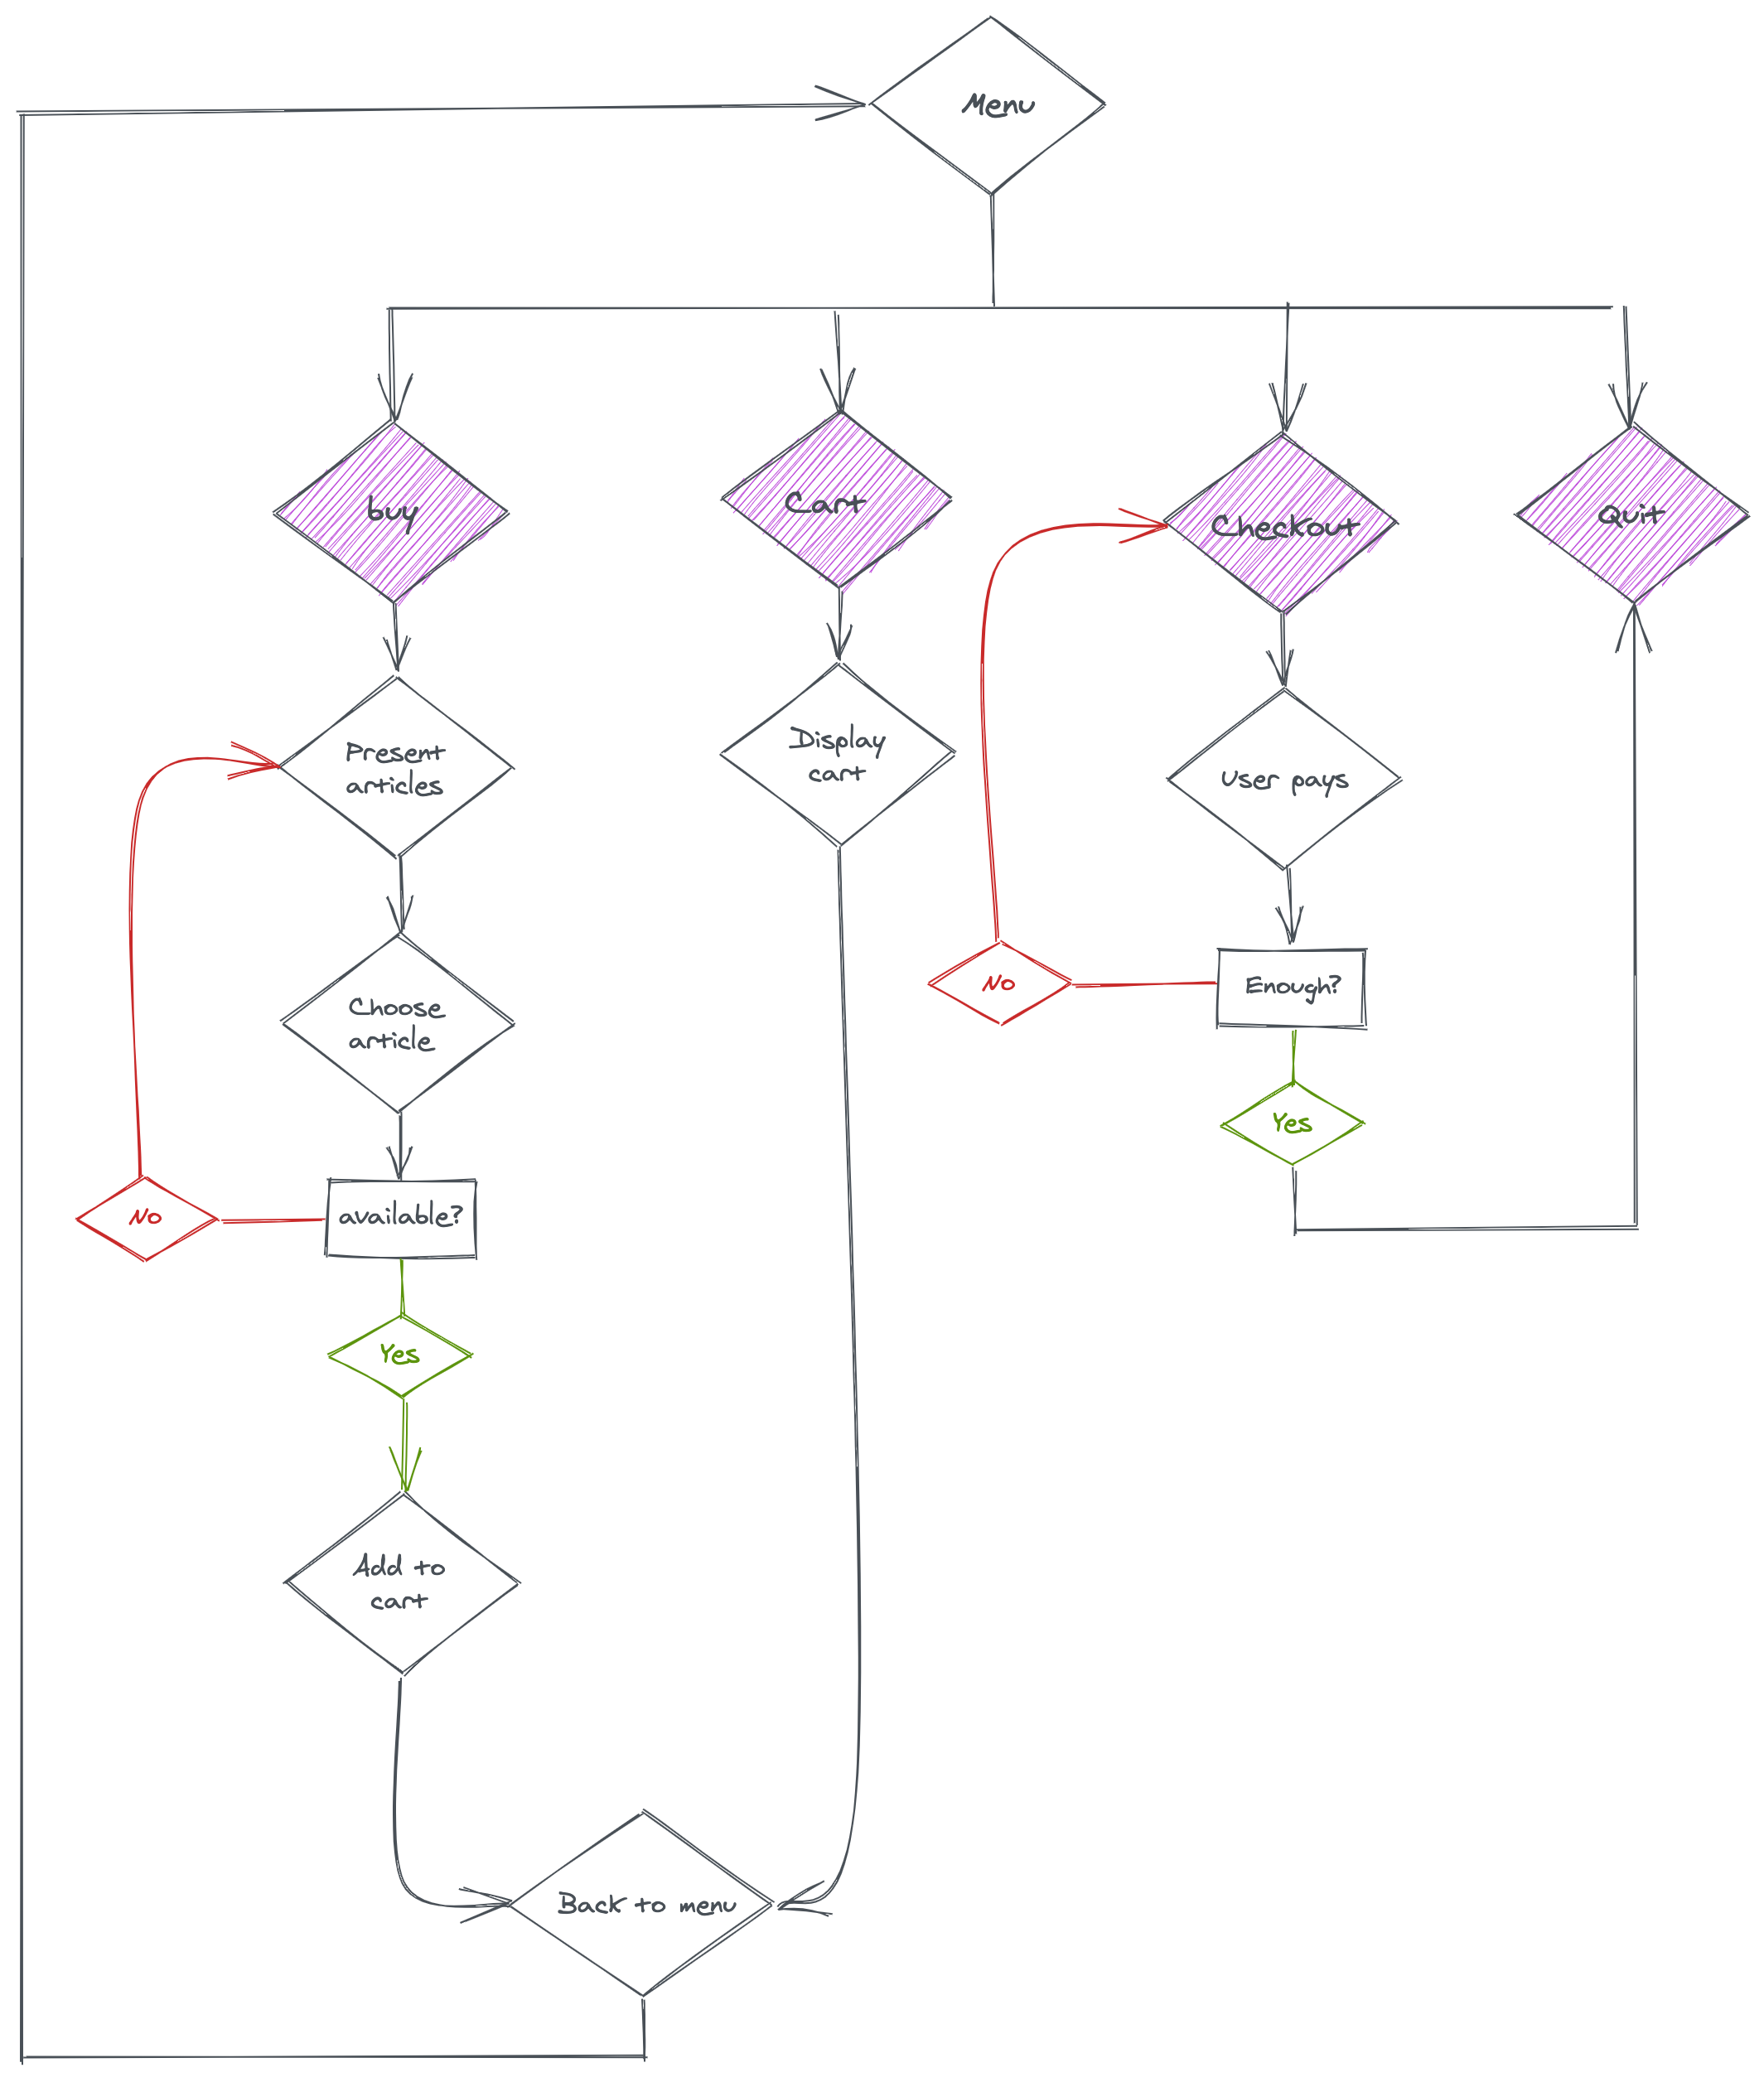 Menu
buy
Cart
Checkout
Quit
Present
articles
Display
cart
User pays
Choose
article
No
Enough?
Yes
No
available?
Yes
Add to
cart
Back to menu